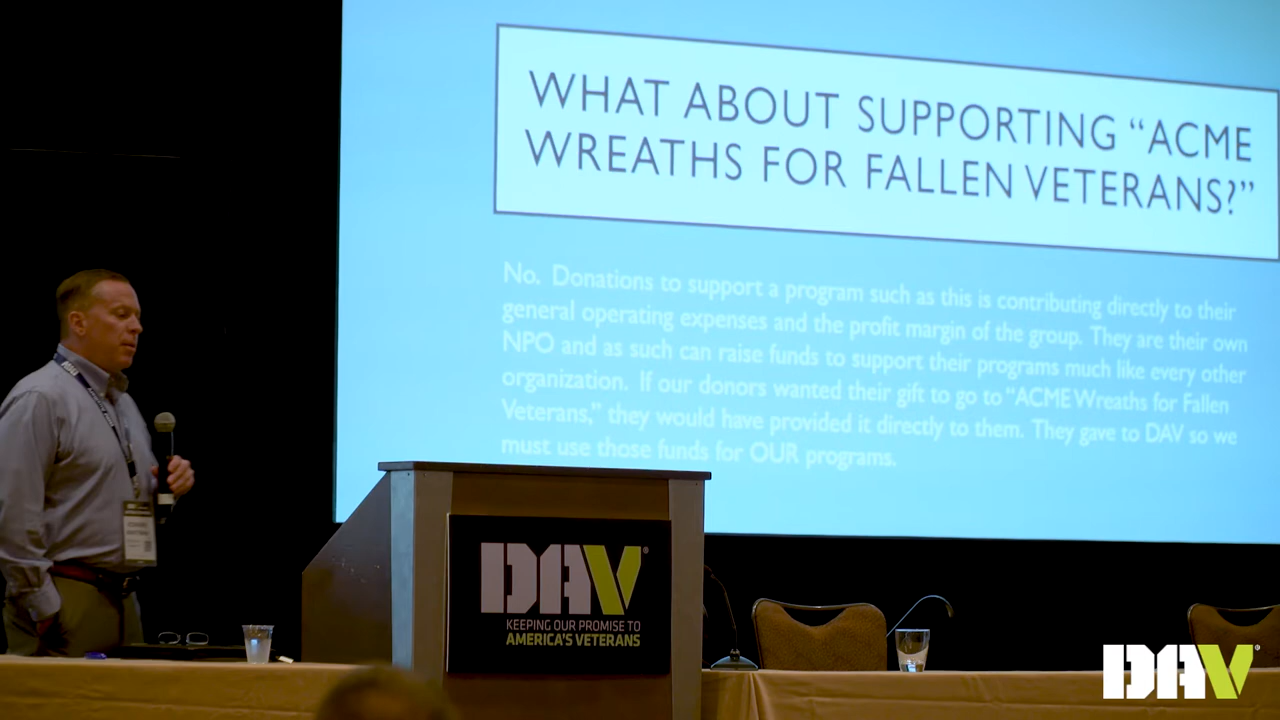 WHAT ABOUT SUPPORTING “ACME
WREATHS FOR FALLEN VETERANS?”
No. Donations to support a program such as this is contributing directly to their
general operating expenses and the profit margin of the group. They are their own
NPO and as such can raise funds to support their programs much like every other
organization. If our donors wanted their gift to go to “ACME Wreaths for Fallen
Veterans,” they would have provided it directly to them. They gave to DAV so we
must use those funds for OUR programs.
DAV®
KEEPING OUR PROMISE TO
AMERICA'S VETERANS
DAV®